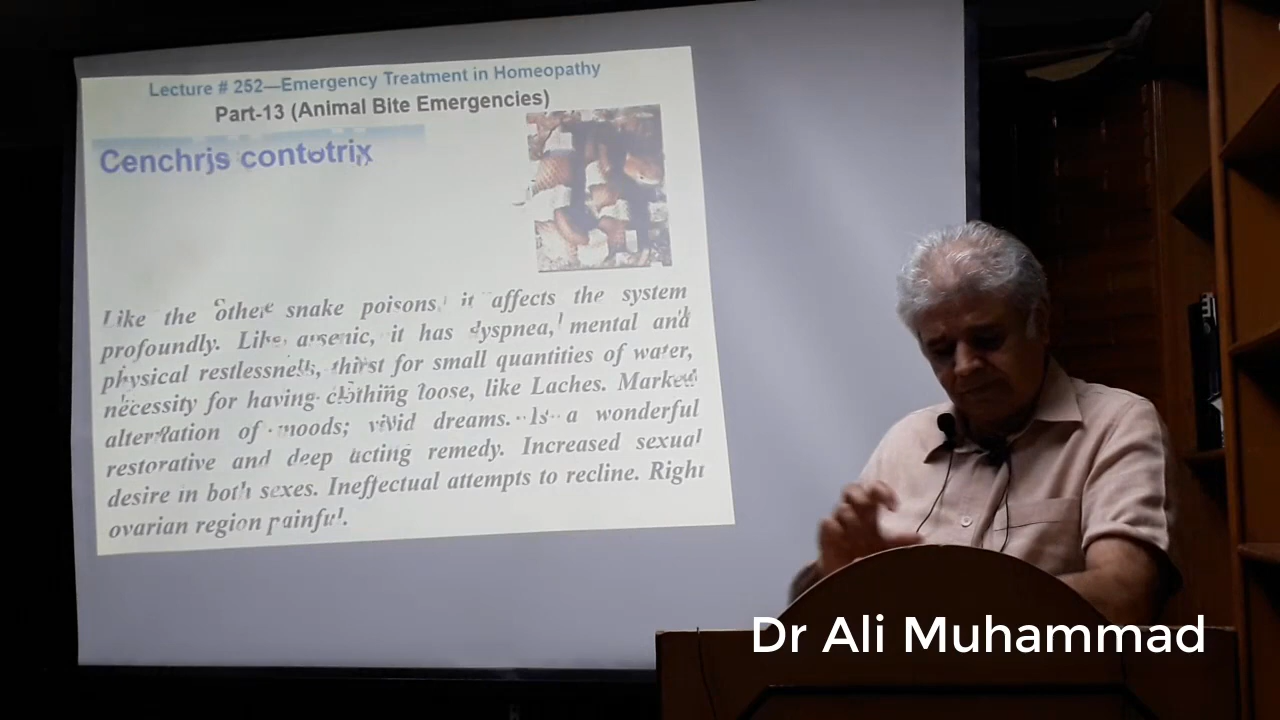 Lecture # 252—Emergency Treatment in Homeopathy
Part-13 (Animal Bite Emergencies)
Cenchris contotrix
Like the other snake poisons, it affects the system
profoundly. Like arsenic, it has dyspnea, mental and
physical restlessness, thirst for small quantities of water,
necessity for having clothing loose, like Laches. Marked
alternation of moods; vivid dreams. Is a wonderful
restorative and deep acting remedy. Increased sexual
desire in both sexes. Ineffectual attempts to recline. Right
ovarian region painful.
Dr Ali Muhammad